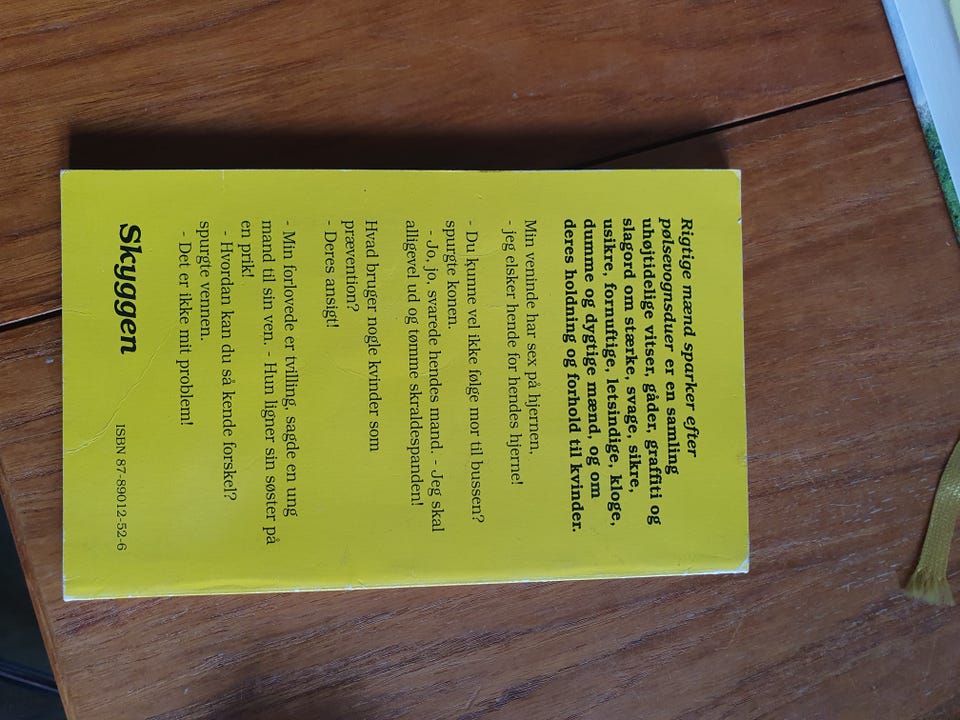 Rigtige mænd sparker efter
pølsevognsduer er en samling
uhøjtidelige vitser, gåder, graffiti og
slagord om stærke, svage, sikre,
usikre, fornuftige, letsindige, kloge,
dumme og dygtige mænd, og om
deres holdning og forhold til kvinder.
Min veninde har sex på hjernen,
- jeg elsker hende for hendes hjerne!
- Du kunne vel ikke følge mor til bussen?
spurgte konen.
- Jo, jo, svarede hendes mand. - Jeg skal
alligevel ud og tømme skraldespanden!
Hvad bruger nogle kvinder som
prævention?
- Deres ansigt!
- Min forlovede er tvilling, sagde en ung
mand til sin ven. - Hun ligner sin søster på
en prik!
- Hvordan kan du så kende forskel?
spurgte vennen.
- Det er ikke mit problem!
Skyggen
ISBN 87-89012-52-6